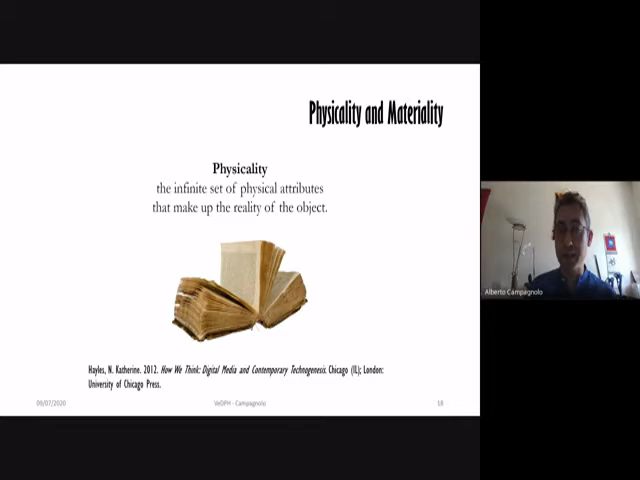 Physicality and Materiality
Physicality
the infinite set of physical attributes
that make up the reality of the object.
Hayles, N. Katherine. 2012. How We Think: Digital Media and Contemporary Technogenesis. Chicago (IL); London:
University of Chicago Press.
09/07/2020
VeDPH - Campagnolo
18
Alberto Campagnolo